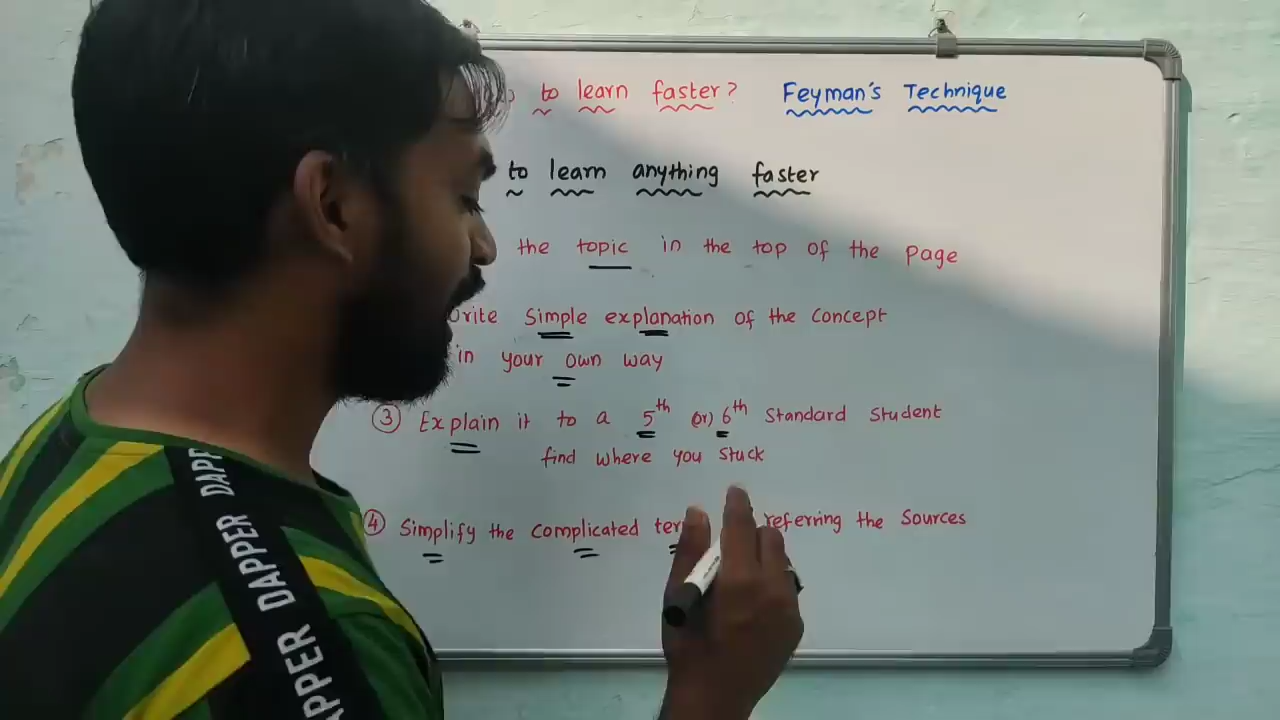 to learn faster? Feyman's Technique
to learn anything faster
the topic in the top of the page
write Simple explanation of the Concept
in your own way
③ Explain it to a 5th (or) 6th Standard Student
find where you Stuck
④ Simplify the Complicated referring the Sources
DAPPER DAPPER DAPPER